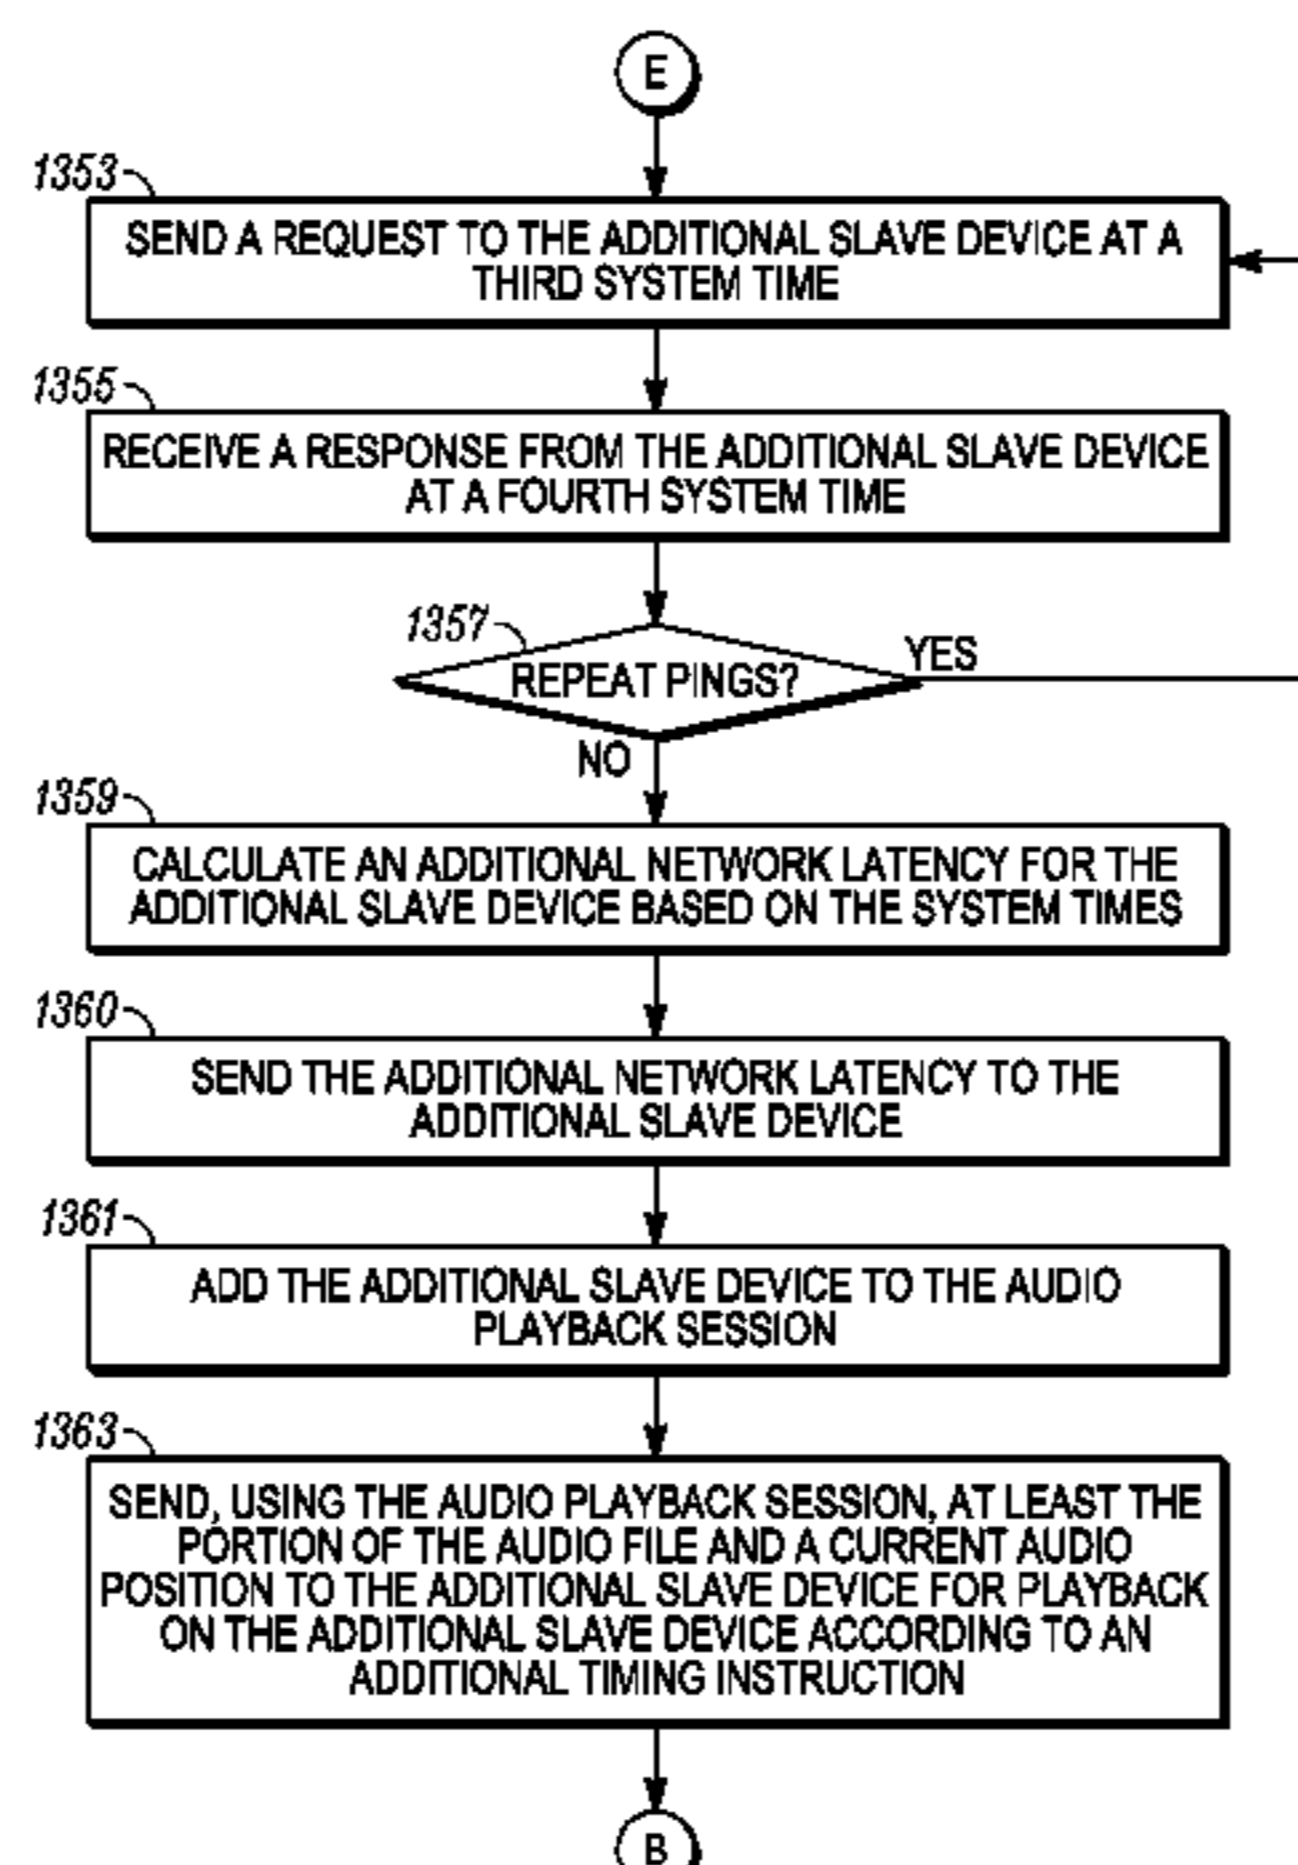 E
1353
SEND A REQUEST TO THE ADDITIONAL SLAVE DEVICE AT A
THIRD SYSTEM TIME
1355
RECEIVE A RESPONSE FROM THE ADDITIONAL SLAVE DEVICE
AT A FOURTH SYSTEM TIME
1357
REPEAT PINGS?
YES
NO
1359
CALCULATE AN ADDITIONAL NETWORK LATENCY FOR THE
ADDITIONAL SLAVE DEVICE BASED ON THE SYSTEM TIMES
1360
SEND THE ADDITIONAL NETWORK LATENCY TO THE
ADDITIONAL SLAVE DEVICE
1361
ADD THE ADDITIONAL SLAVE DEVICE TO THE AUDIO
PLAYBACK SESSION
1363
SEND, USING THE AUDIO PLAYBACK SESSION, AT LEAST THE
PORTION OF THE AUDIO FILE AND A CURRENT AUDIO
POSITION TO THE ADDITIONAL SLAVE DEVICE FOR PLAYBACK
ON THE ADDITIONAL SLAVE DEVICE ACCORDING TO AN
ADDITIONAL TIMING INSTRUCTION
B